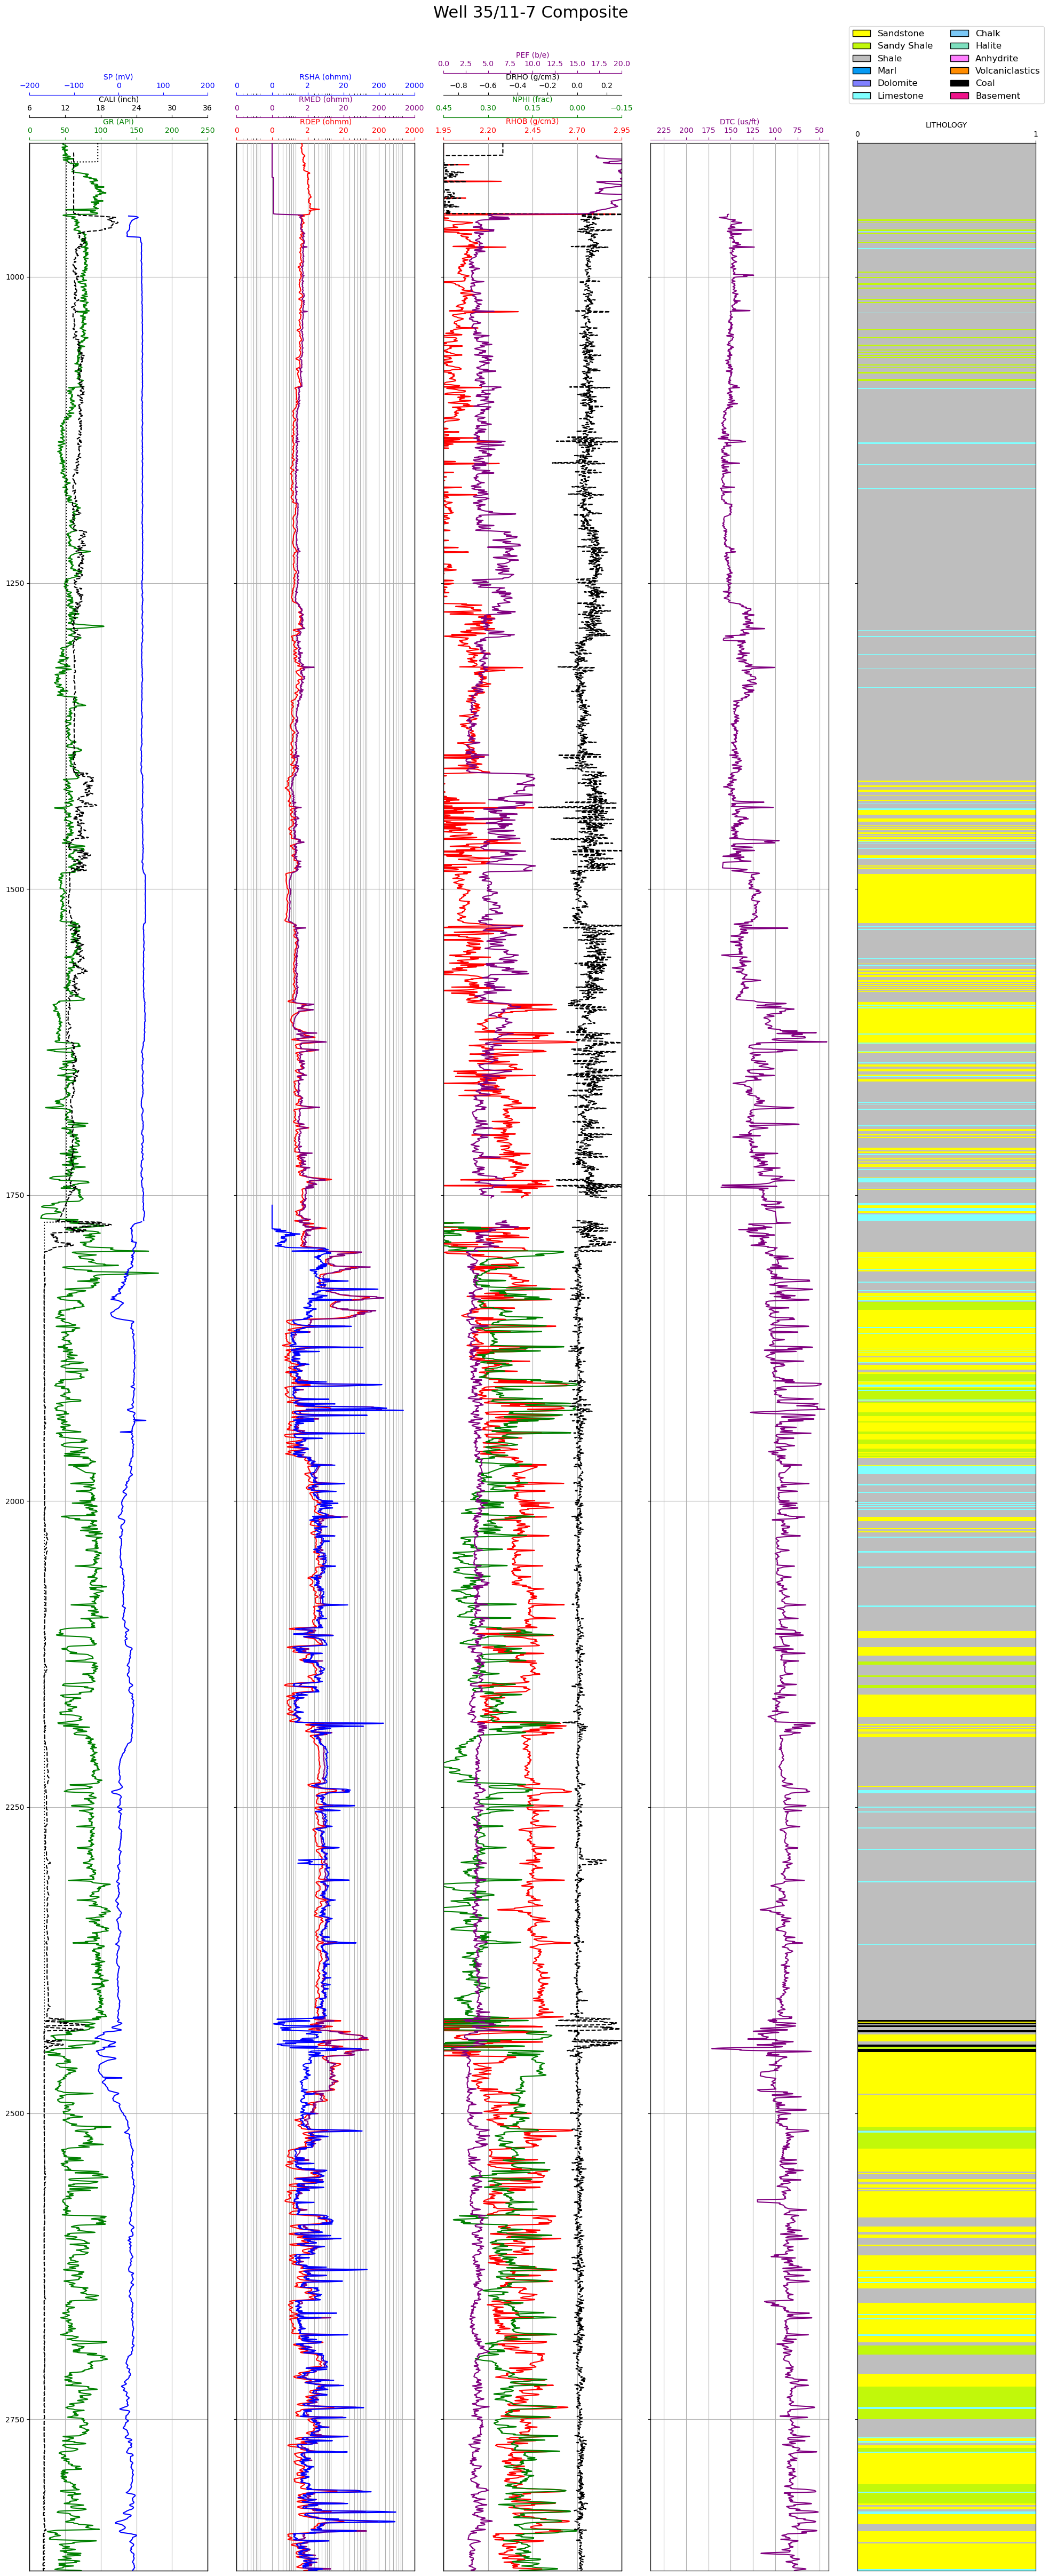 Well 35/11-7 Composite
Sandstone Chalk
Sandy Shale Halite
Shale Anhydrite
Marl Volcaniclastics
Dolomite Coal
Limestone Basement
PEF (b/e)
0.0 2.5 5.0 7.5 10.0 12.5 15.0 17.5 20.0
SP (mV) RSHA (ohmm) DRHO (g/cm3)
−200 −100 0 100 200 0 0 2 20 200 2000 −0.8 −0.6 −0.4 −0.2 0.0 0.2
CALI (inch) RMED (ohmm) NPHI (frac)
6 12 18 24 30 36 0 0 2 20 200 2000 0.45 0.30 0.15 0.00 −0.15
GR (API) RDEP (ohmm) RHOB (g/cm3) DTC (us/ft) LITHOLOGY
0 50 100 150 200 250 0 0 2 20 200 2000 1.95 2.20 2.45 2.70 2.95 225 200 175 150 125 100 75 50 0 1
1000
1250
1500
1750
2000
2250
2500
2750